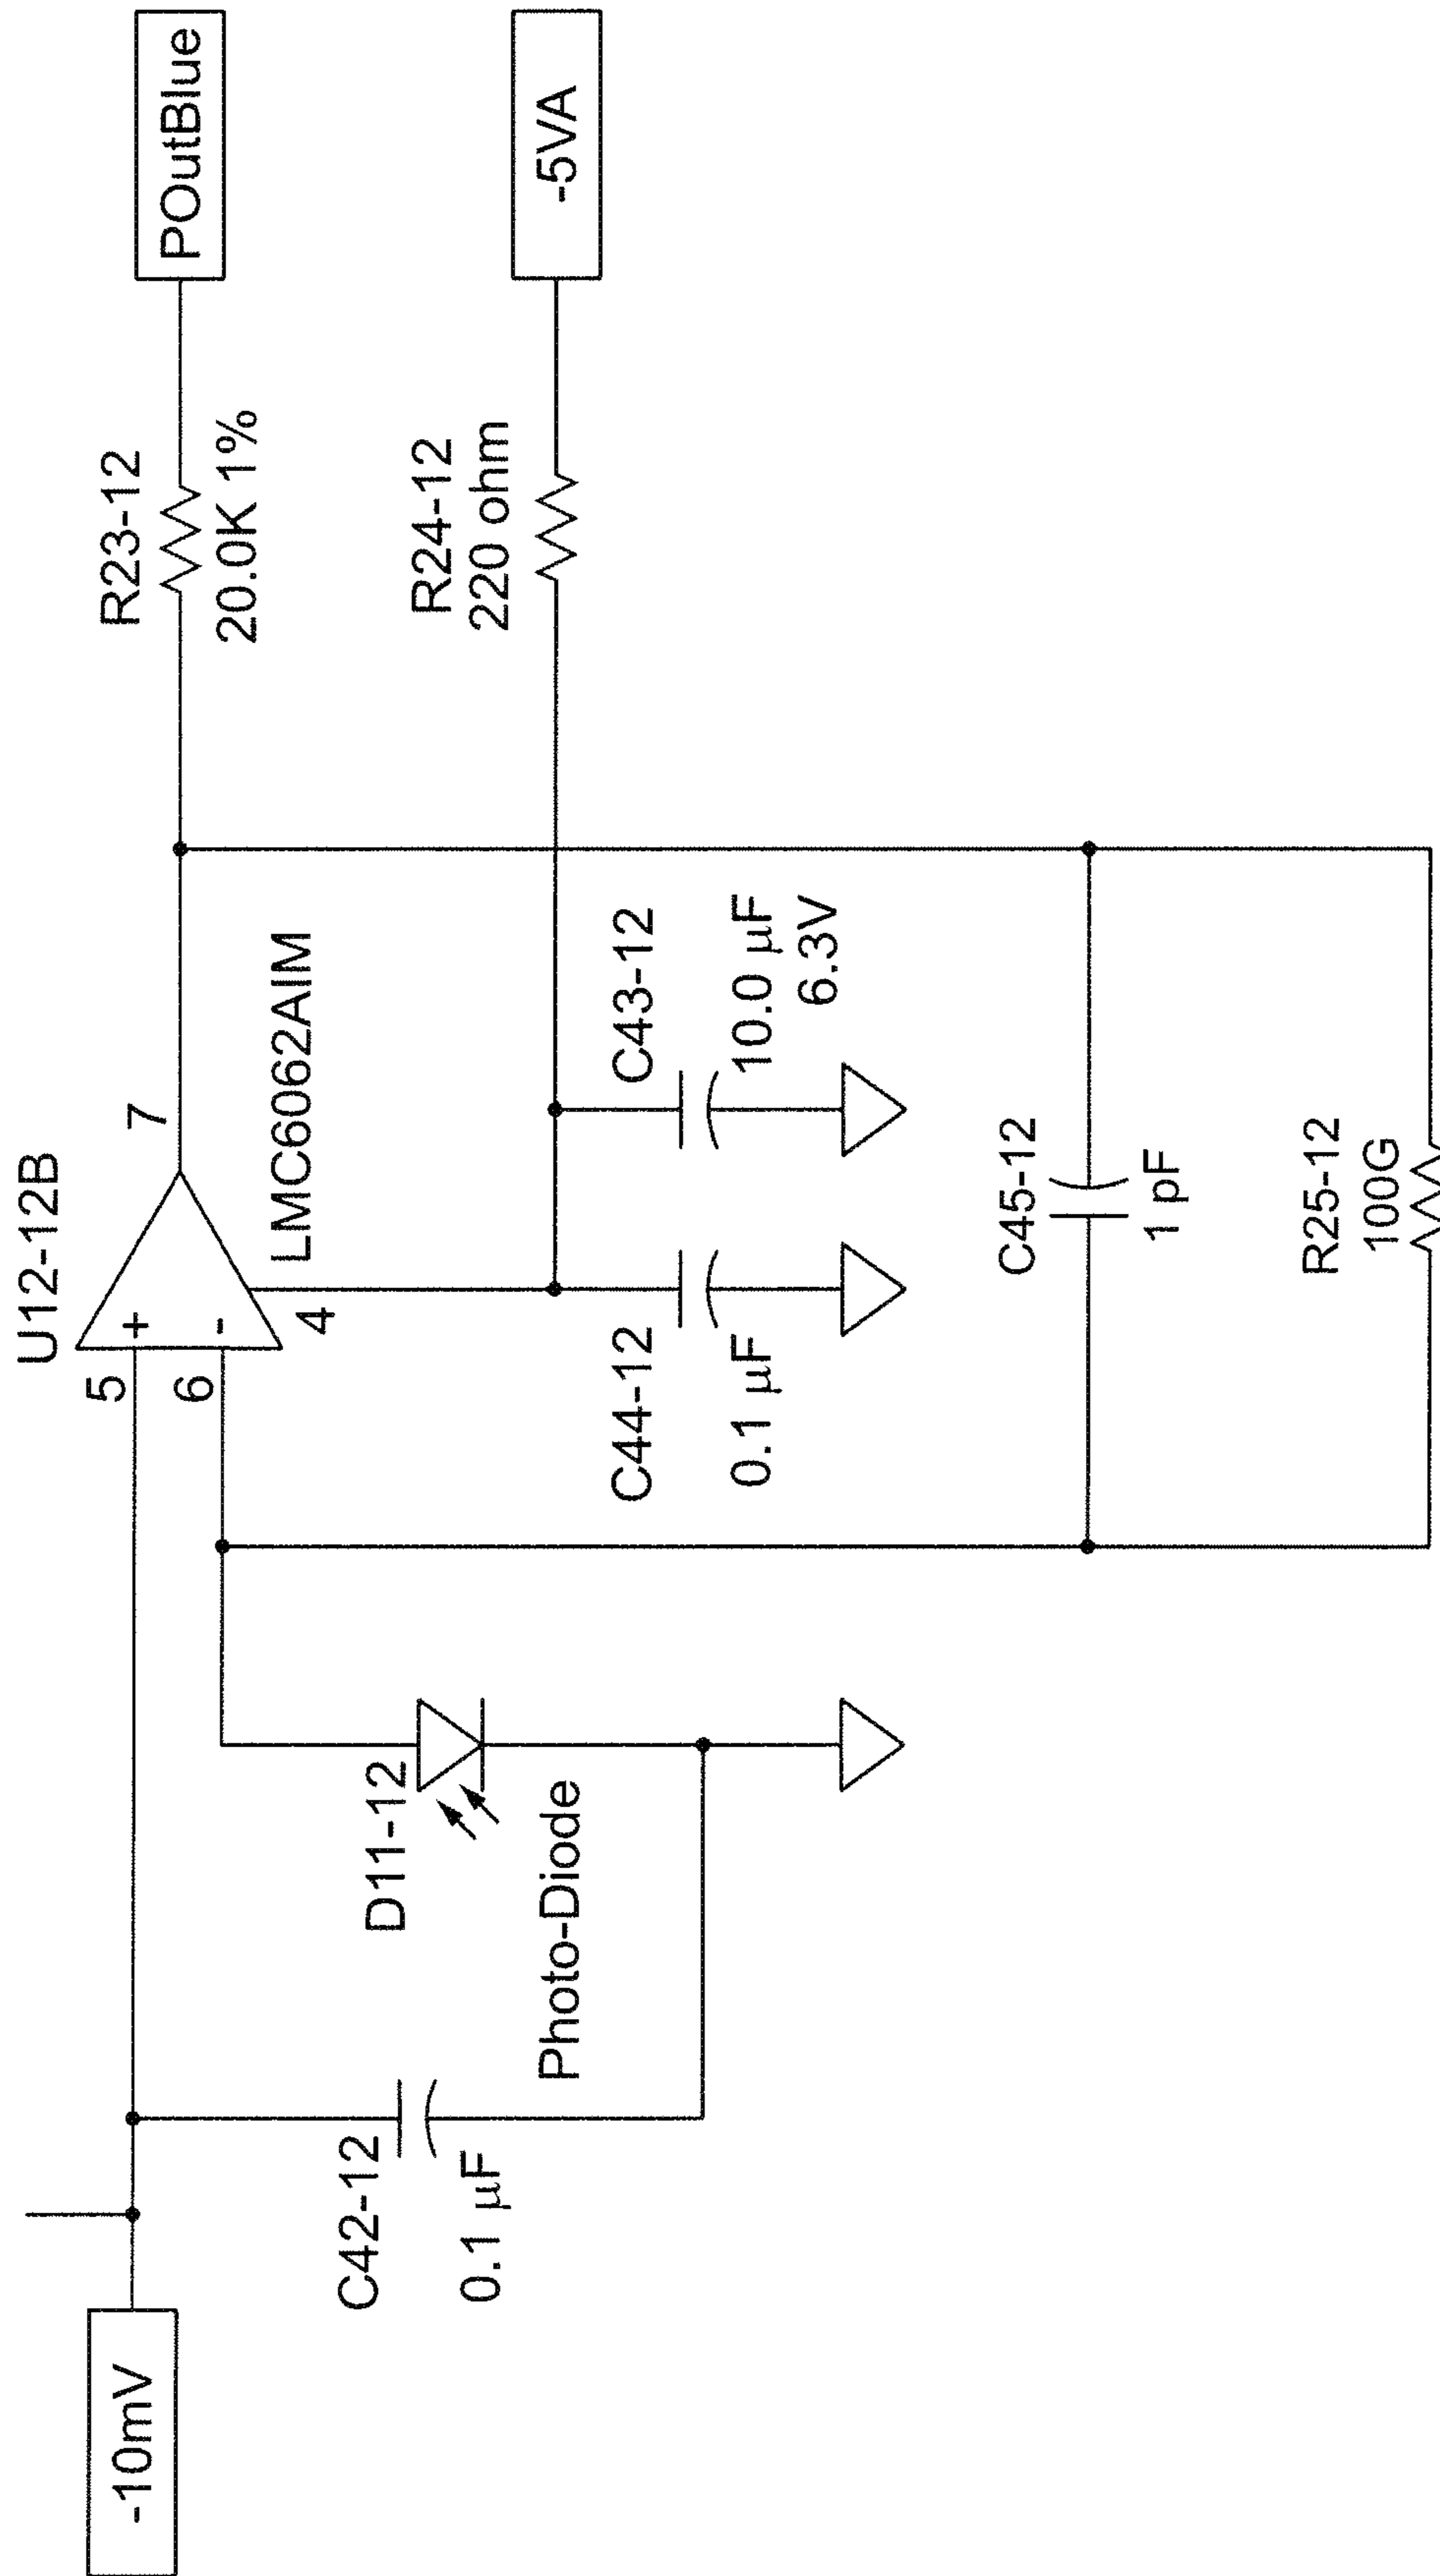 U12-12B
5
+
6
-
7
4
LMC6062AIM
-10mV
C42-12
0.1 µF
D11-12
Photo-Diode
R23-12
20.0K 1%
POutBlue
R24-12
220 ohm
-5VA
C44-12
0.1 µF
C43-12
10.0 µF
6.3V
C45-12
1 pF
R25-12
100G